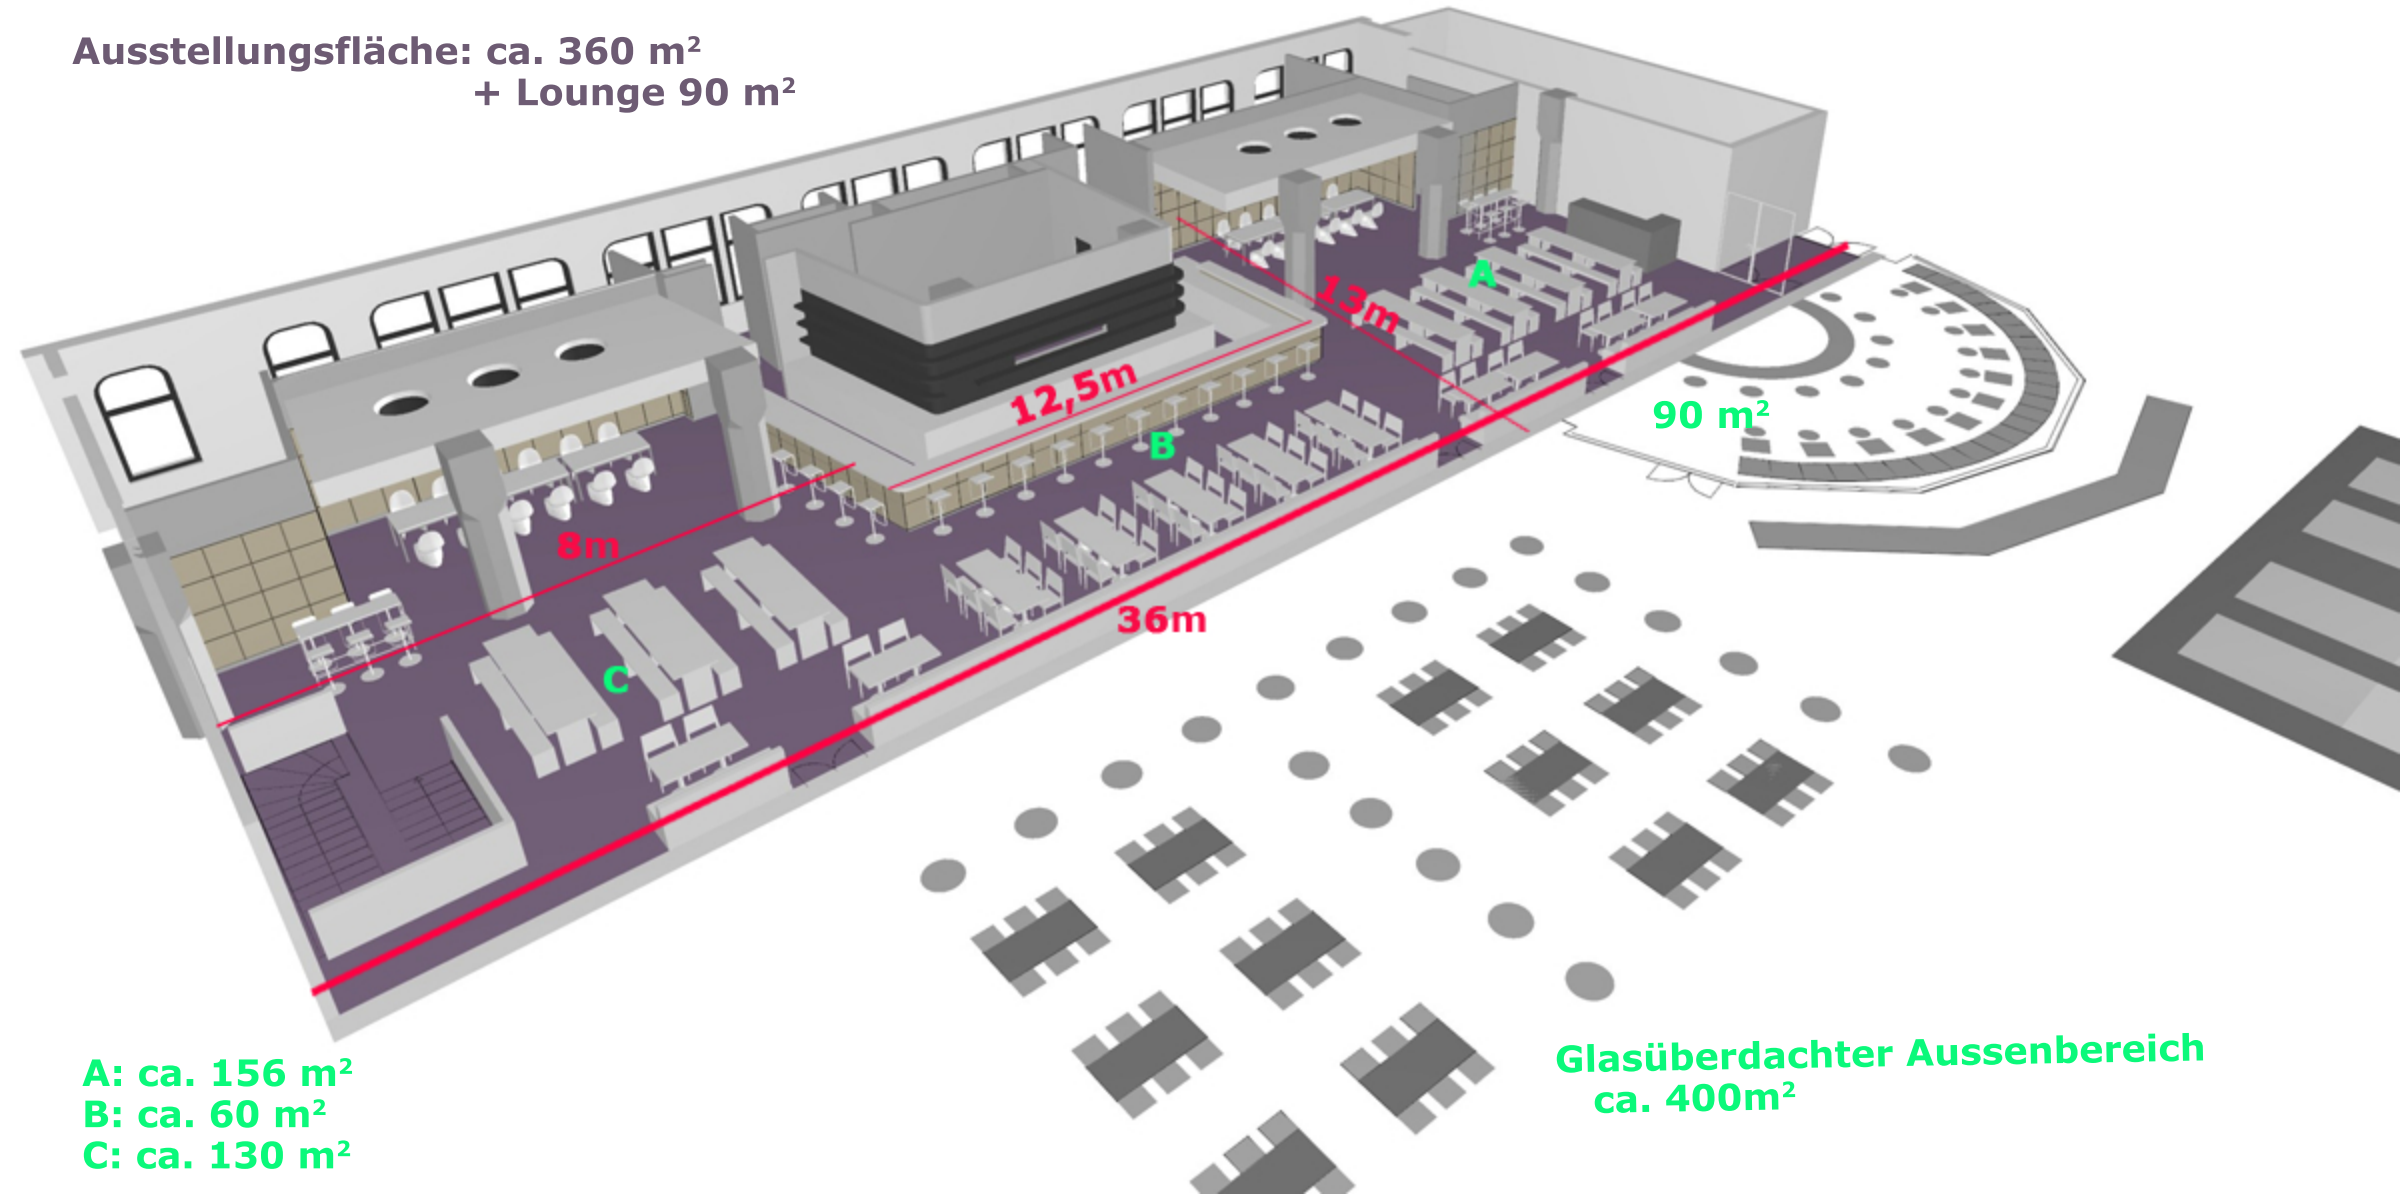 Ausstellungsfläche: ca. 360 m²
+ Lounge 90 m²
A
13m
12,5m
90 m²
B
8m
36m
C
A: ca. 156 m²
B: ca. 60 m²
C: ca. 130 m²
Glasüberdachter Aussenbereich
ca. 400m²